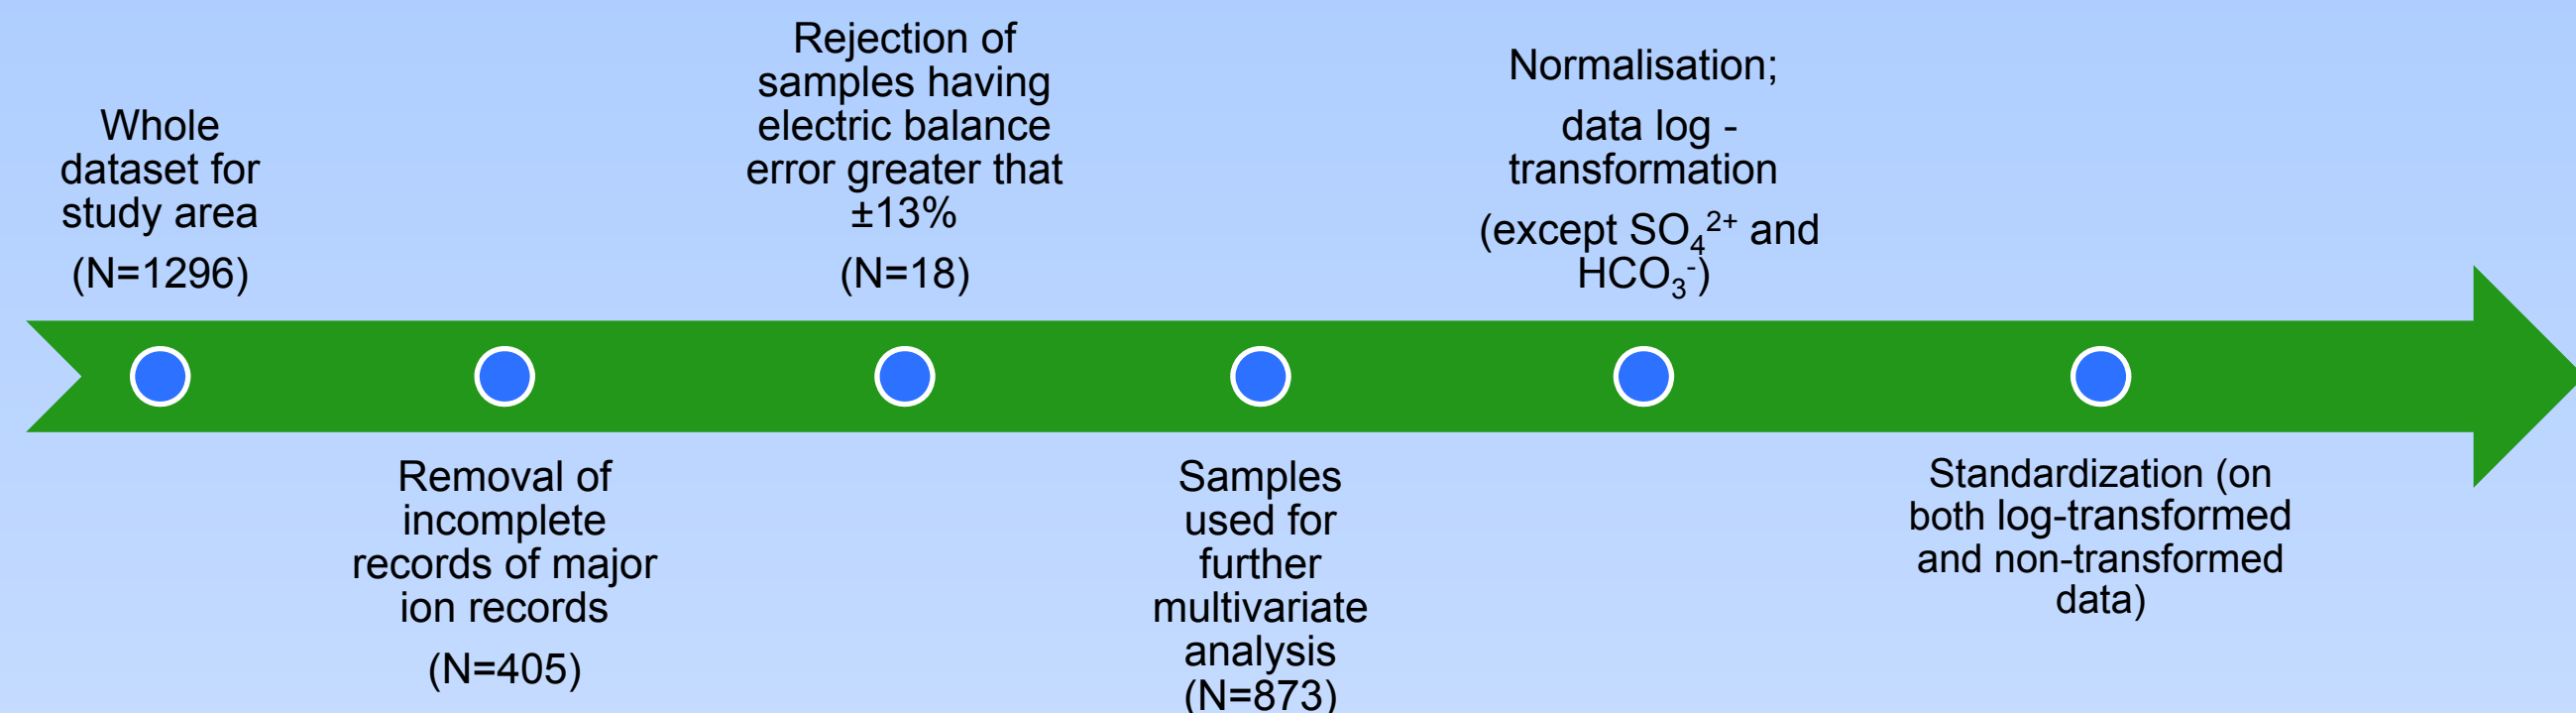 Whole
dataset for
study area
(N=1296)
Removal of
incomplete
records of major
ion records
(N=405)
Rejection of
samples having
electric balance
error greater that
±13%
(N=18)
Samples
used for
further
multivariate
analysis
(N=873)
Normalisation;
data log -
transformation
(except SO₄²⁺ and
HCO₃⁻)
Standardization (on
both log-transformed
and non-transformed
data)